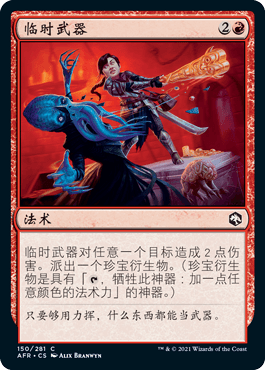 临时武器 2
法术
临时武器对任意一个目标造成2点伤
害。派出一个珍宝衍生物。（珍宝衍生
物是具有「，牺牲此神器：加一点任
意颜色的法术力」的神器。）
只要够用力挥，什么东西都能当武器。
150/281 C
AFR • CS ALIX BRANWYN
™ & © 2021 Wizards of the Coast